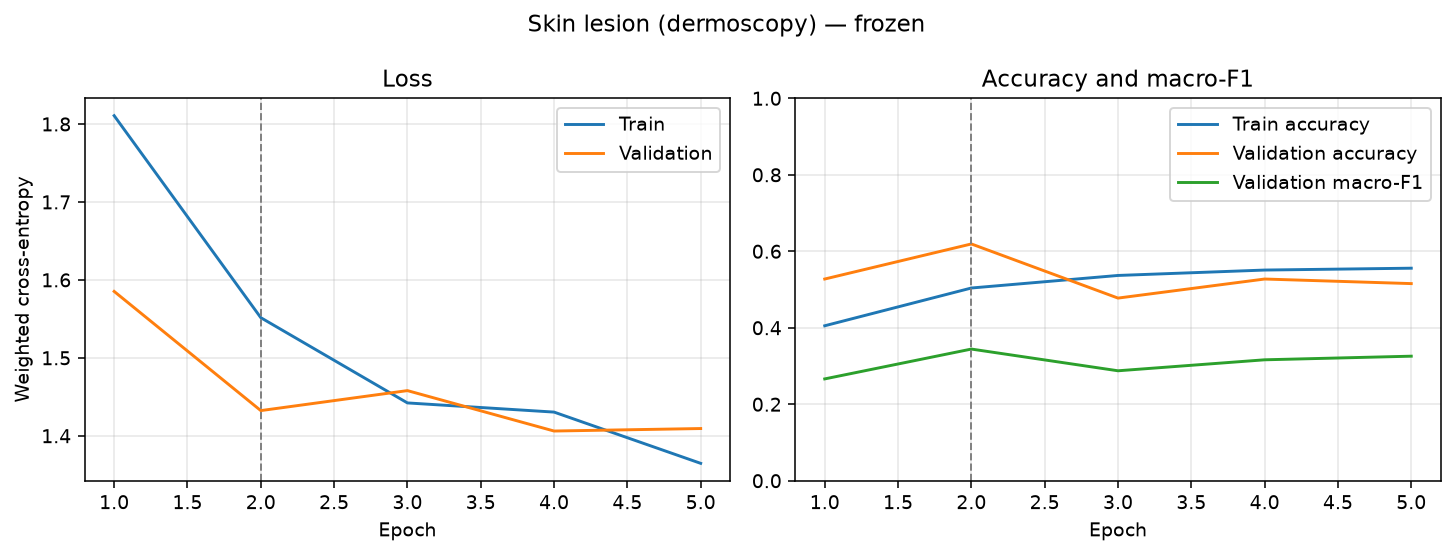 Skin lesion (dermoscopy) — frozen
Loss
Weighted cross-entropy
1.8
1.7
1.6
1.5
1.4
Train
Validation
1.0 1.5 2.0 2.5 3.0 3.5 4.0 4.5 5.0
Epoch
Accuracy and macro-F1
1.0
0.8
0.6
0.4
0.2
0.0
Train accuracy
Validation accuracy
Validation macro-F1
1.0 1.5 2.0 2.5 3.0 3.5 4.0 4.5 5.0
Epoch